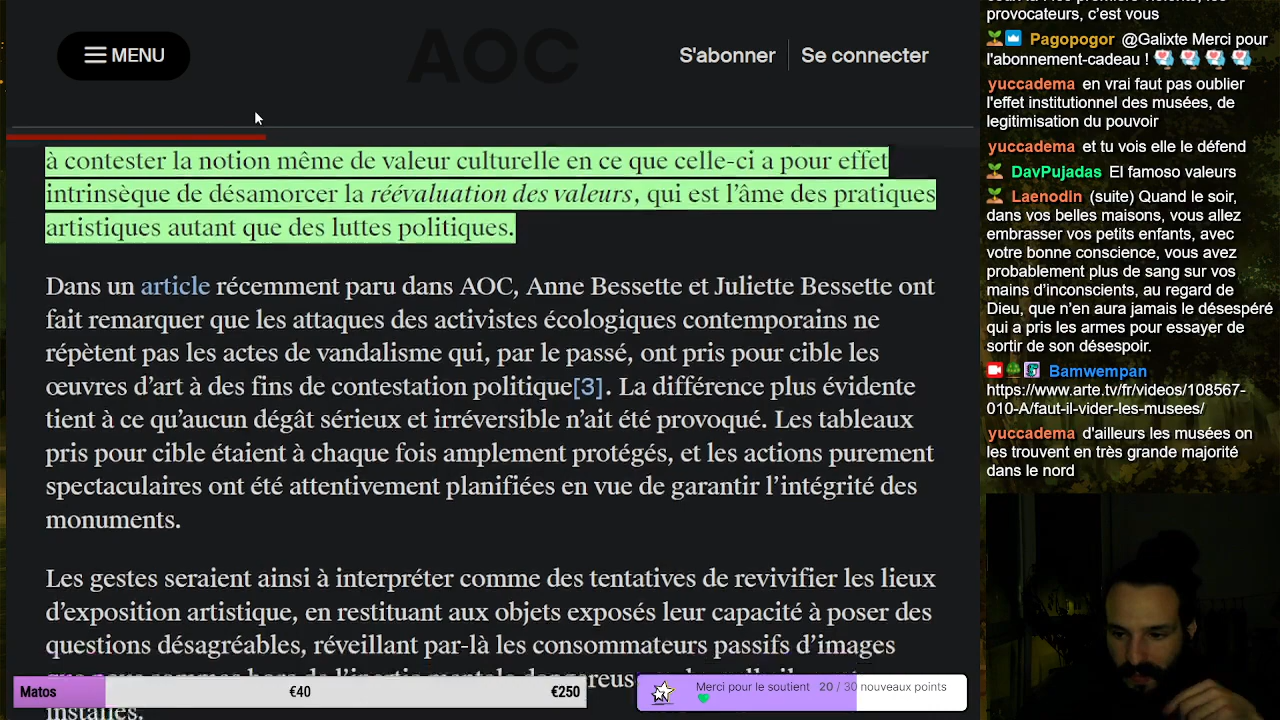 MENU
AOC
S'abonner
Se connecter
à contester la notion même de valeur culturelle en ce que celle-ci a pour effet
intrinsèque de désamorcer la réévaluation des valeurs, qui est l’âme des pratiques
artistiques autant que des luttes politiques.
Dans un article récemment paru dans AOC, Anne Bessette et Juliette Bessette ont
fait remarquer que les attaques des activistes écologiques contemporains ne
répètent pas les actes de vandalisme qui, par le passé, ont pris pour cible les
œuvres d’art à des fins de contestation politique[3]. La différence plus évidente
tient à ce qu’aucun dégât sérieux et irréversible n’ait été provoqué. Les tableaux
pris pour cible étaient à chaque fois amplement protégés, et les actions purement
spectaculaires ont été attentivement planifiées en vue de garantir l’intégrité des
monuments.
Les gestes seraient ainsi à interpréter comme des tentatives de revivifier les lieux
d’exposition artistique, en restituant aux objets exposés leur capacité à poser des
questions désagréables, réveillant par-là les consommateurs passifs d’images
installés.
Matos
€40
€250
Merci pour le soutient 20 / 30 nouveaux points
provocateurs, c’est vous
Pagopogor @Galixte Merci pour
l'abonnement-cadeau !
yuccadema en vrai faut pas oublier
l'effet institutionnel des musées, de
legitimisation du pouvoir
yuccadema et tu vois elle le défend
DavPujadas El famoso valeurs
Laenodin (suite) Quand le soir,
dans vos belles maisons, vous allez
embrasser vos petits enfants, avec
votre bonne conscience, vous avez
probablement plus de sang sur vos
mains d’inconscients, au regard de
Dieu, que n’en aura jamais le désespéré
qui a pris les armes pour essayer de
sortir de son désespoir.
Bamwempan
https://www.arte.tv/fr/videos/108567-
010-A/faut-il-vider-les-musees/
yuccadema d'ailleurs les musées on
les trouvent en très grande majorité
dans le nord